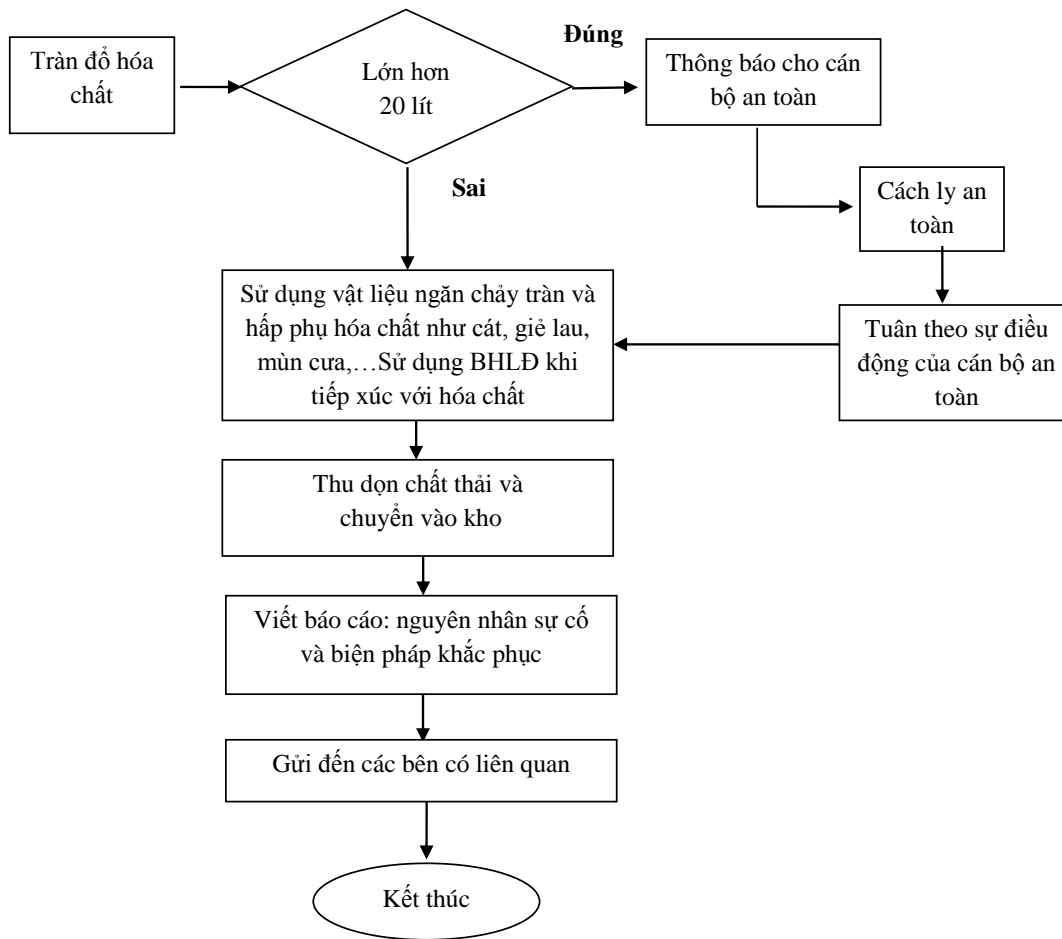 Tràn đổ hóa
chất
Lớn hơn
20 lít
Đúng
Thông báo cho cán
bộ an toàn
Sai
Cách ly an
toàn
Sử dụng vật liệu ngăn chảy tràn và
hấp phụ hóa chất như cát, giẻ lau,
mùn cưa,…Sử dụng BHLĐ khi
tiếp xúc với hóa chất
Tuân theo sự điều
động của cán bộ an
toàn
Thu dọn chất thải và
chuyển vào kho
Viết báo cáo: nguyên nhân sự cố
và biện pháp khắc phục
Gửi đến các bên có liên quan
Kết thúc